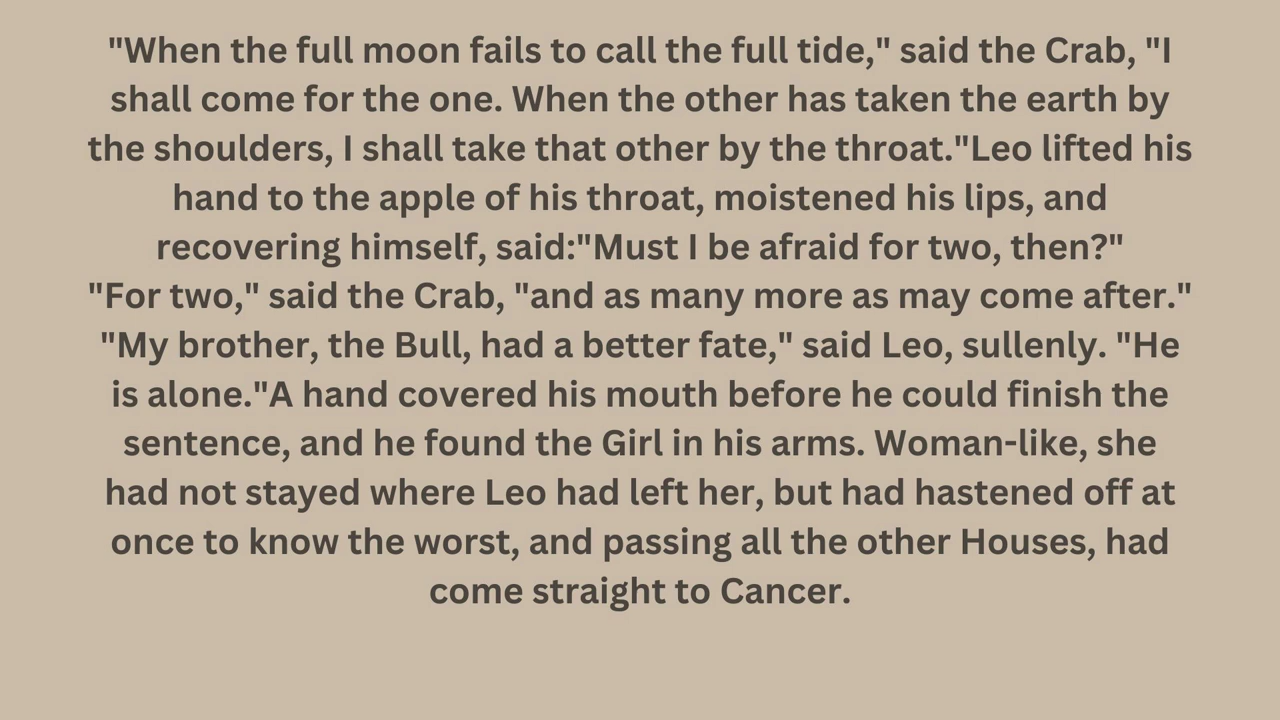 "When the full moon fails to call the full tide," said the Crab, "I
shall come for the one. When the other has taken the earth by
the shoulders, I shall take that other by the throat."Leo lifted his
hand to the apple of his throat, moistened his lips, and
recovering himself, said:"Must I be afraid for two, then?"
"For two," said the Crab, "and as many more as may come after."
"My brother, the Bull, had a better fate," said Leo, sullenly. "He
is alone."A hand covered his mouth before he could finish the
sentence, and he found the Girl in his arms. Woman-like, she
had not stayed where Leo had left her, but had hastened off at
once to know the worst, and passing all the other Houses, had
come straight to Cancer.